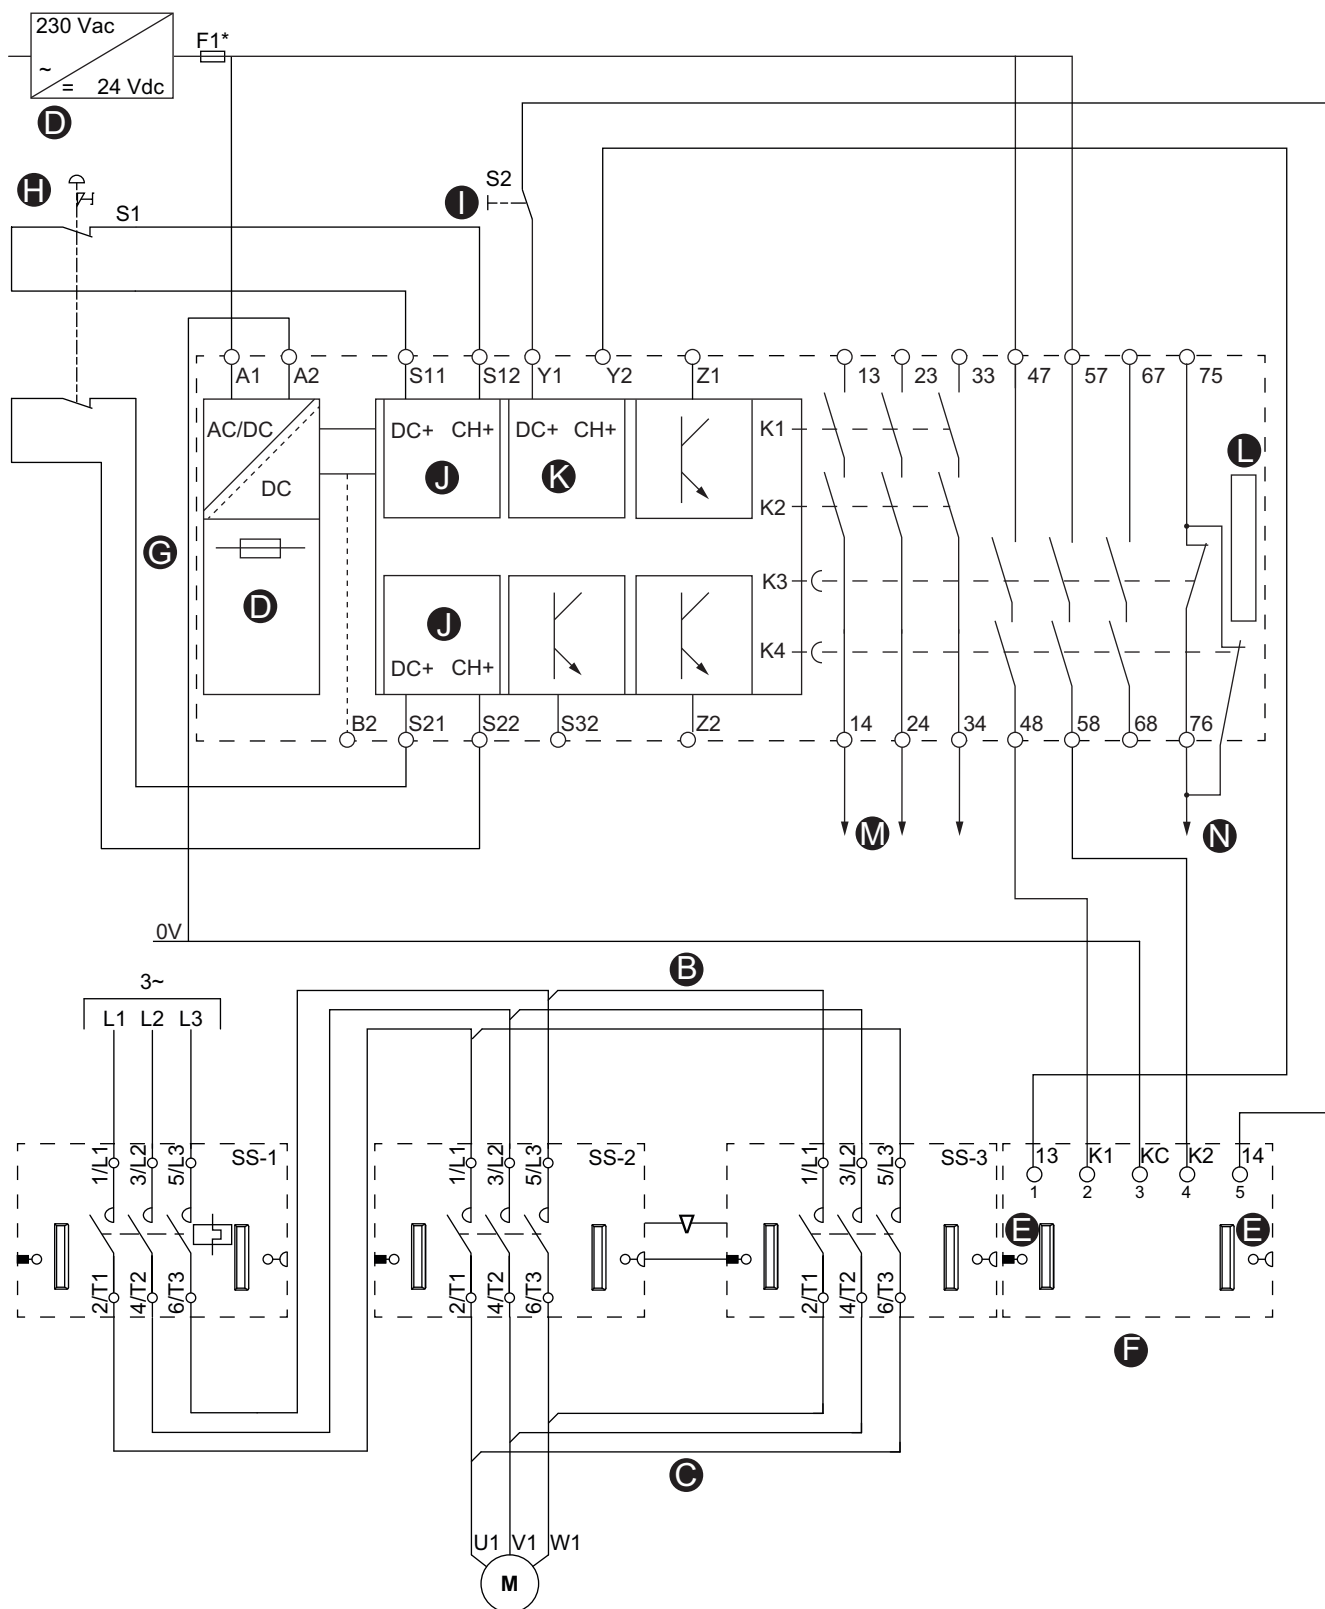 230 Vac
~
= 24 Vdc
F1*
D
H
S1
I
S2
A1 A2 S11 S12 Y1 Y2 Z1 13 23 33 47 57 67 75
AC/DC
DC
DC+ CH+
J
DC+ CH+
K
K1
K2
K3
K4
L
G
D
J
DC+ CH+
B2 S21 S22 S32 Z2 14 24 34 48 58 68 76
M
N
0V
B
3~
L1 L2 L3
1/L1 3/L2 5/L3 SS-1
2/T1 4/T2 6/T3
1/L1 3/L2 5/L3 SS-2
2/T1 4/T2 6/T3
1/L1 3/L2 5/L3 SS-3
2/T1 4/T2 6/T3
13 K1 KC K2 14
1 2 3 4 5
E E
F
C
U1 V1 W1
M